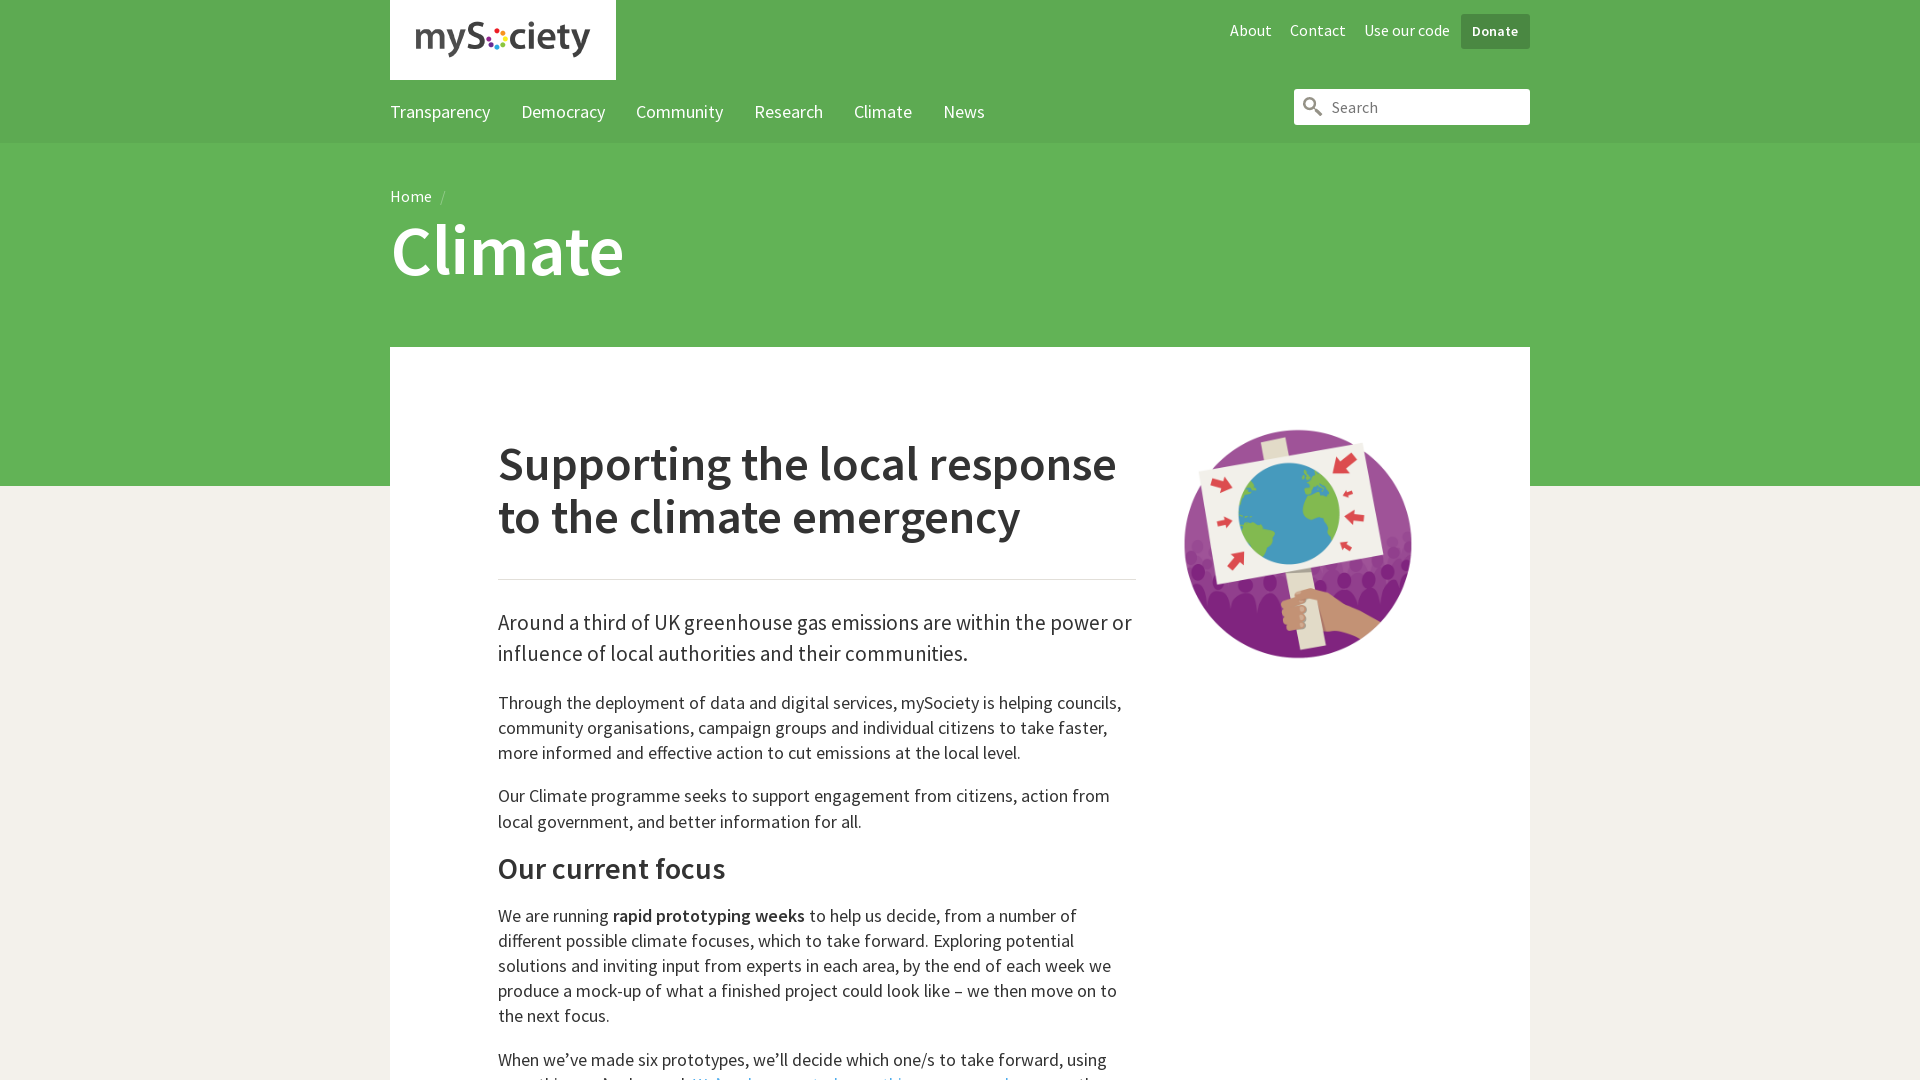 mySociety
About Contact Use our code Donate
Transparency Democracy Community Research Climate News
Search
Home /
Climate
Supporting the local response
to the climate emergency
Around a third of UK greenhouse gas emissions are within the power or
influence of local authorities and their communities.
Through the deployment of data and digital services, mySociety is helping councils,
community organisations, campaign groups and individual citizens to take faster,
more informed and effective action to cut emissions at the local level.
Our Climate programme seeks to support engagement from citizens, action from
local government, and better information for all.
Our current focus
We are running rapid prototyping weeks to help us decide, from a number of
different possible climate focuses, which to take forward. Exploring potential
solutions and inviting input from experts in each area, by the end of each week we
produce a mock-up of what a finished project could look like – we then move on to
the next focus.
When we’ve made six prototypes, we’ll decide which one/s to take forward, using